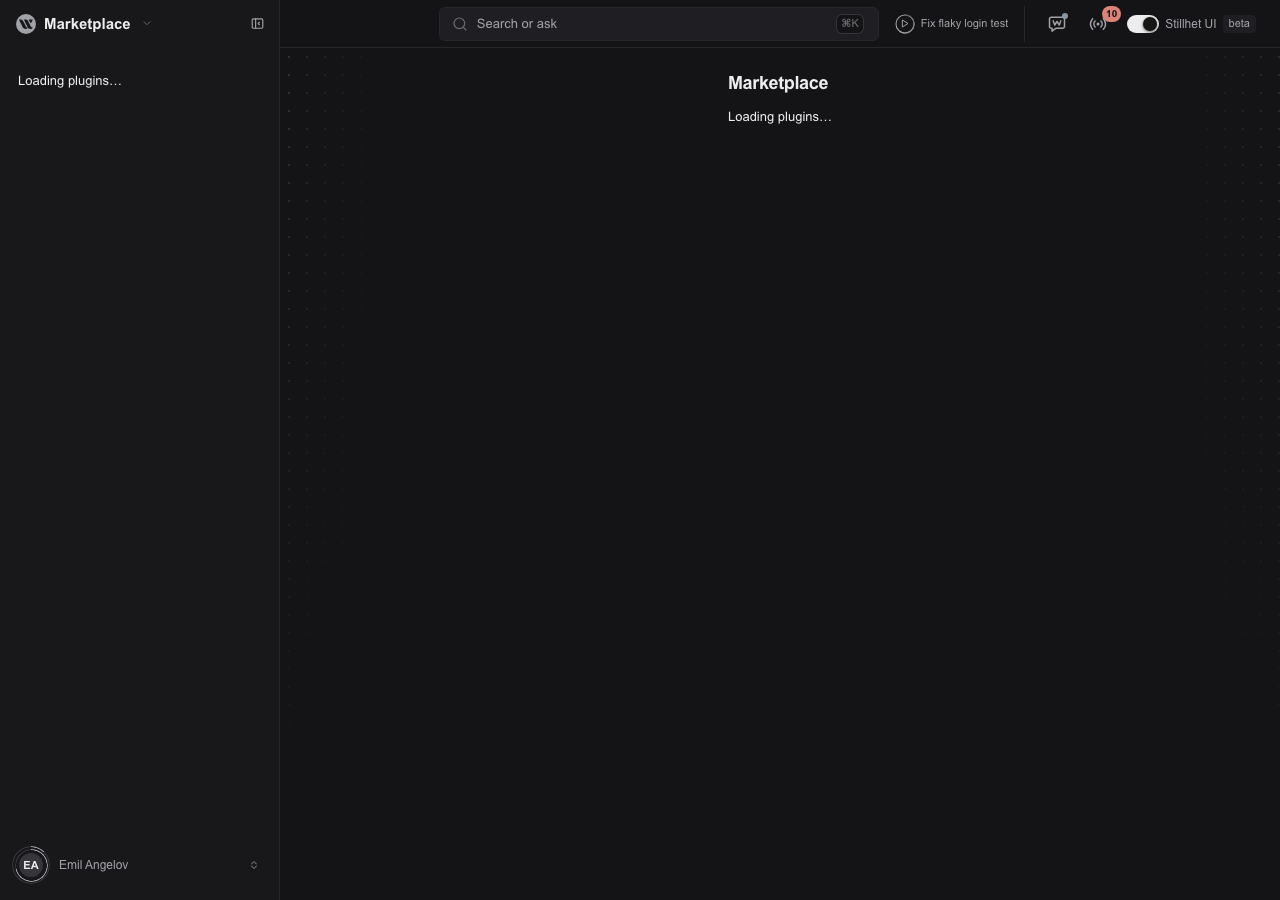 Marketplace
Search or ask
⌘K
Fix flaky login test
10
Stillhet UI
beta
Loading plugins…
Marketplace
Loading plugins…
EA
Emil Angelov